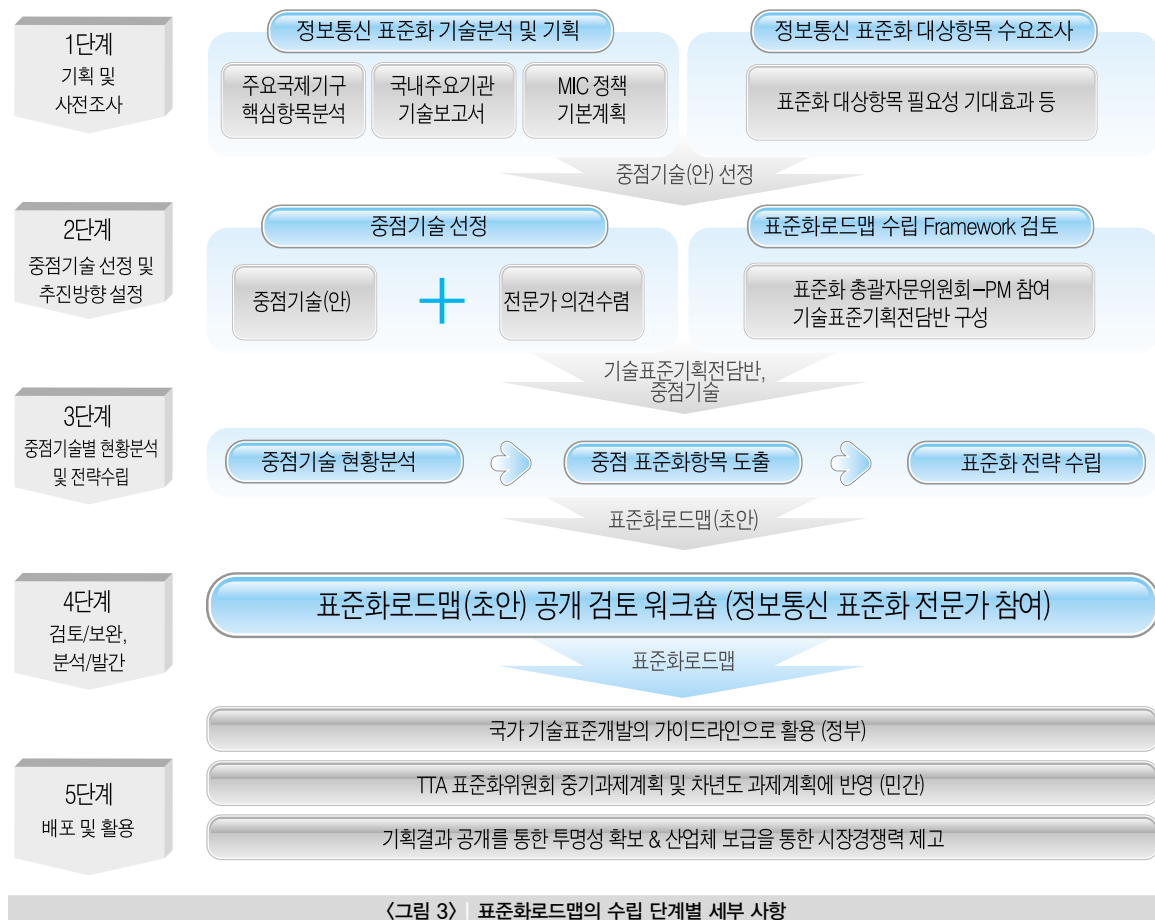 1단계
기획 및
사전조사
정보통신 표준화 기술분석 및 기획
주요국제기구
핵심항목분석
국내주요기관
기술보고서
MIC 정책
기본계획
정보통신 표준화 대상항목 수요조사
표준화 대상항목 필요성 기대효과 등
중점기술(안) 선정
2단계
중점기술 선정 및
추진방향 설정
중점기술 선정
중점기술(안)
전문가 의견수렴
표준화로드맵 수립 Framework 검토
표준화 총괄자문위원회-PM 참여
기술표준기획전담반 구성
기술표준기획전담반,
중점기술
3단계
중점기술별 현황분석
및 전략수립
중점기술 현황분석
중점 표준화항목 도출
표준화 전략 수립
표준화로드맵(초안)
4단계
검토/보완,
분석/발간
표준화로드맵(초안) 공개 검토 워크숍 (정보통신 표준화 전문가 참여)
표준화로드맵
5단계
배포 및 활용
국가 기술표준개발의 가이드라인으로 활용 (정부)
TTA 표준화위원회 중기과제계획 및 차년도 과제계획에 반영 (민간)
기획결과 공개를 통한 투명성 확보 & 산업체 보급을 통한 시장경쟁력 제고
〈그림 3〉 | 표준화로드맵의 수립 단계별 세부 사항